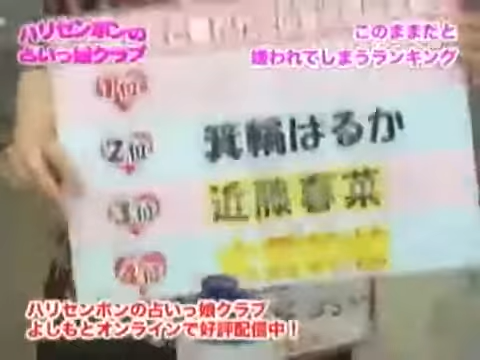 ハリセンボンの
占いっ娘クラブ
このままだと
嫌われてしまうランキング
1位
2位
箕輪はるか
3位
近藤春菜
4位
ハリセンボンの占いっ娘クラブ
よしもとオンラインで好評配信中!